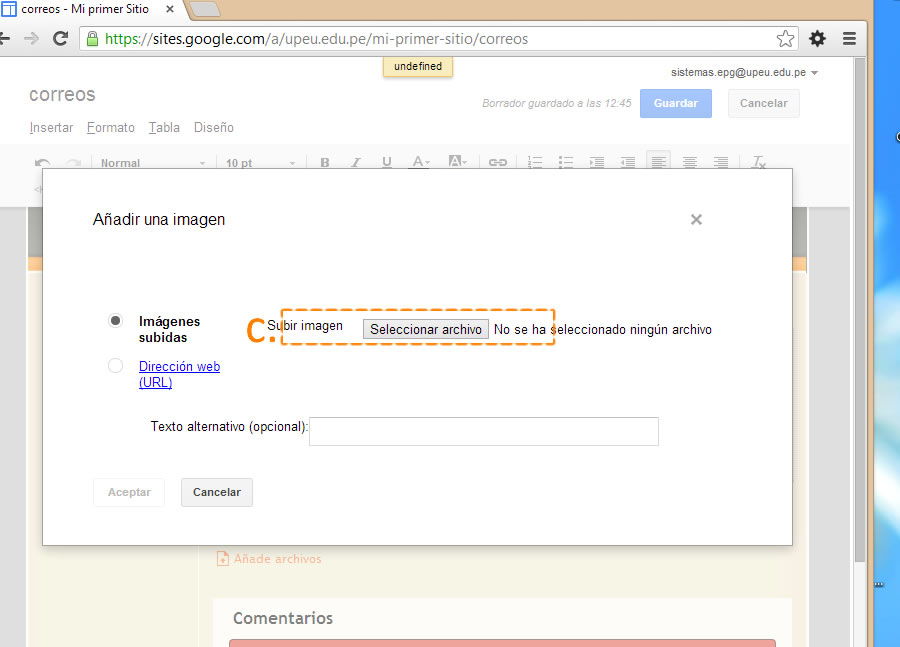 correos - Mi primer Sitio
https://sites.google.com/a/upeu.edu.pe/mi-primer-sitio/correos
undefined
sistemas.epg@upeu.edu.pe
correos
Borrador guardado a las 12:45
Guardar
Cancelar
Insertar Formato Tabla Diseño
Normal 10 pt B I U A A
Añadir una imagen
Imágenes
subidas
C. Subir imagen Seleccionar archivo No se ha seleccionado ningún archivo
Dirección web
(URL)
Texto alternativo (opcional):
Aceptar Cancelar
Añade archivos
Comentarios